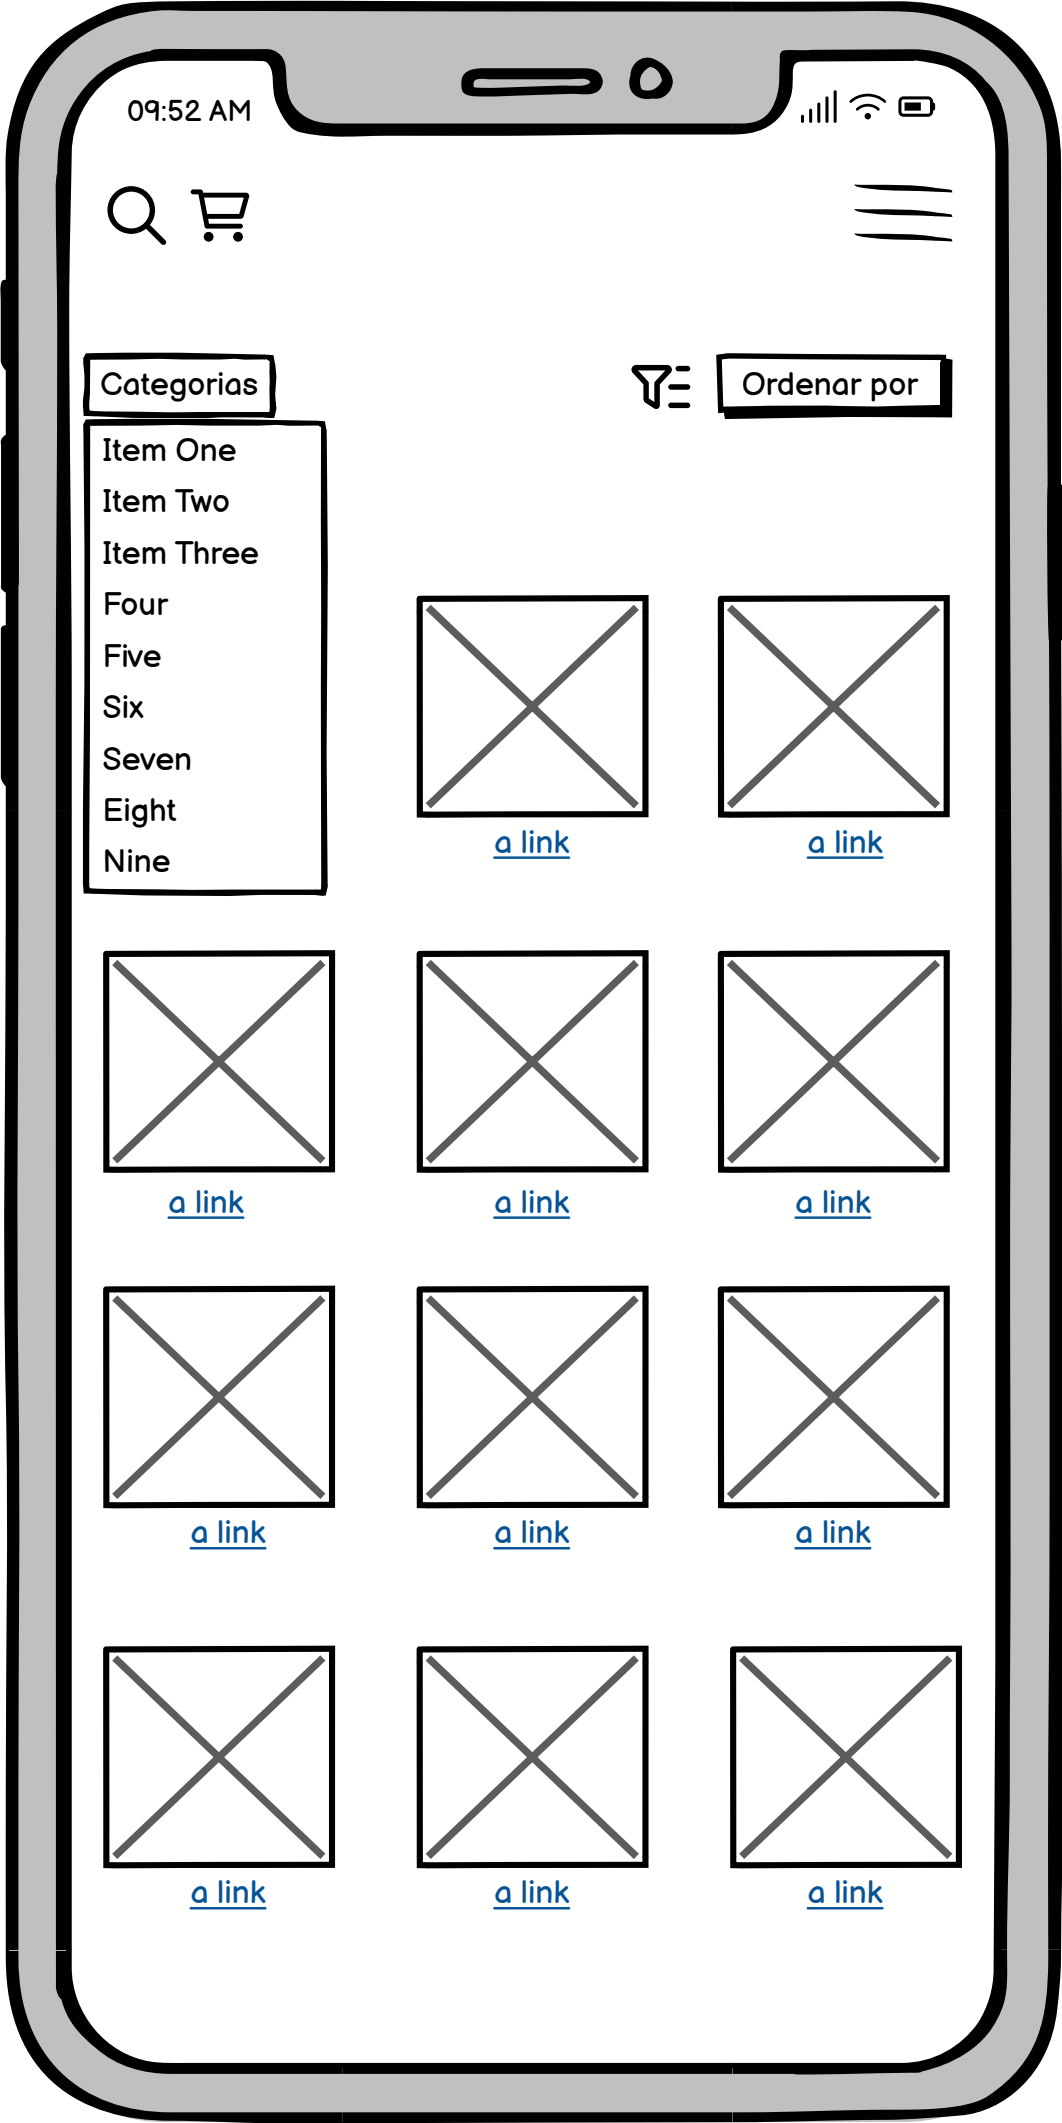 09:52 AM
Categorias
Ordenar por
Item One
Item Two
Item Three
Four
Five
Six
Seven
Eight
Nine
a link
a link
a link
a link
a link
a link
a link
a link
a link
a link
a link